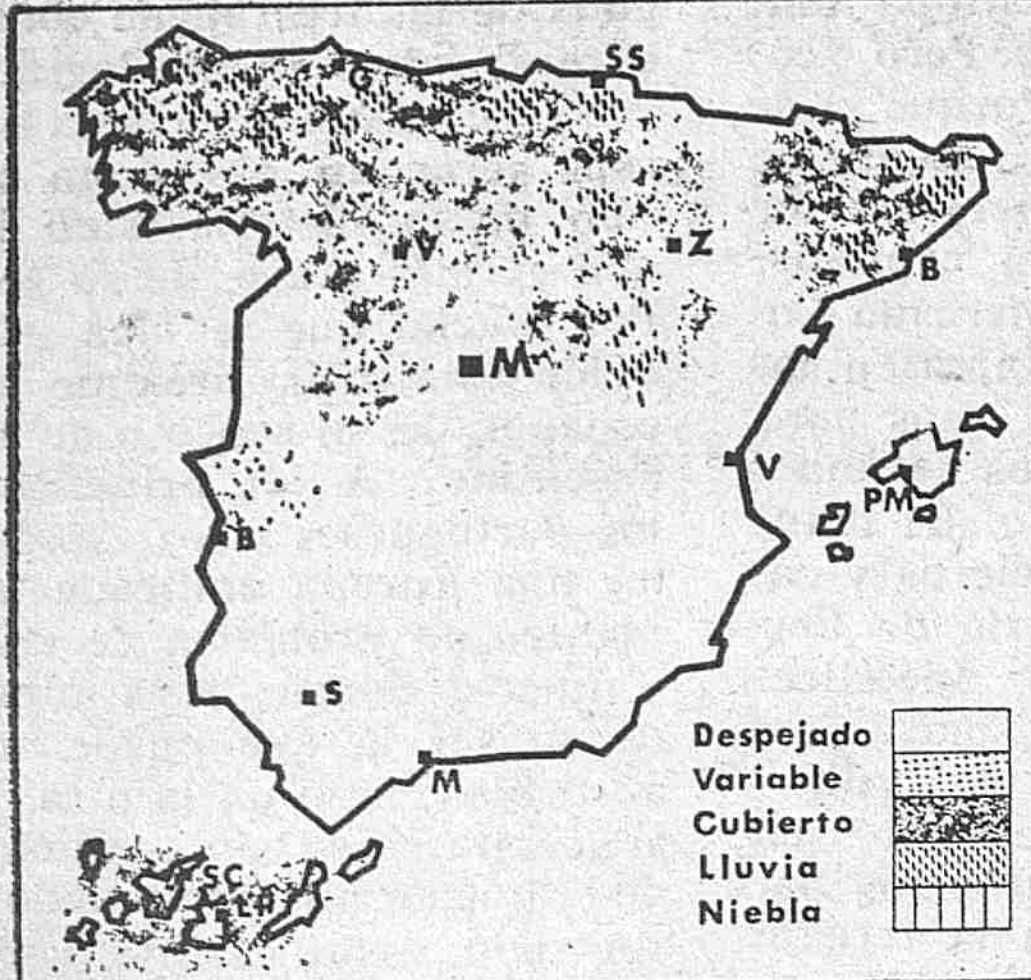 C
G
SS
V
Z
B
M
V
PM
B
S
M
SC
LP
Despejado
Variable
Cubierto
Lluvia
Niebla